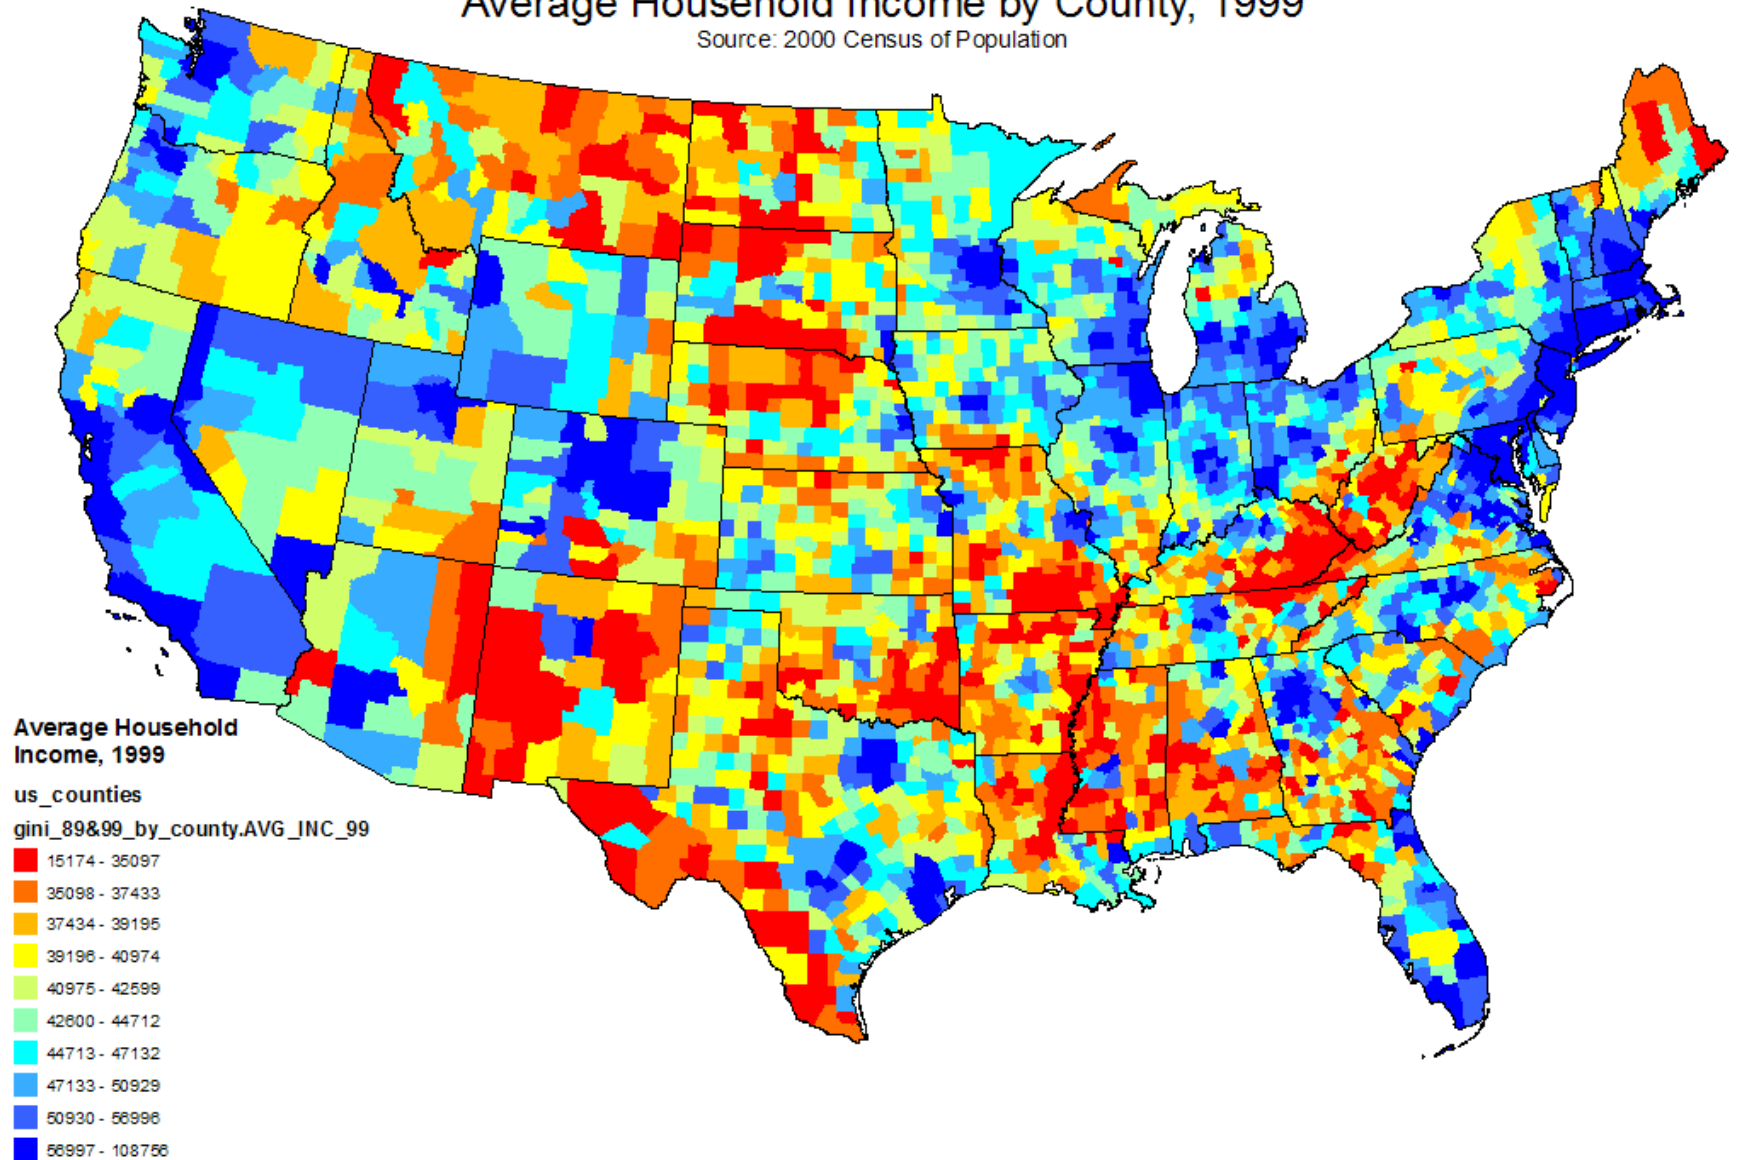 Average Household Income by County, 1999
Source: 2000 Census of Population
Average Household
Income, 1999
us_counties
gini_89&99_by_county.AVG_INC_99
15174 - 35097
35098 - 37433
37434 - 39195
39196 - 40974
40975 - 42599
42600 - 44712
44713 - 47132
47133 - 50929
50930 - 56996
56997 - 108756